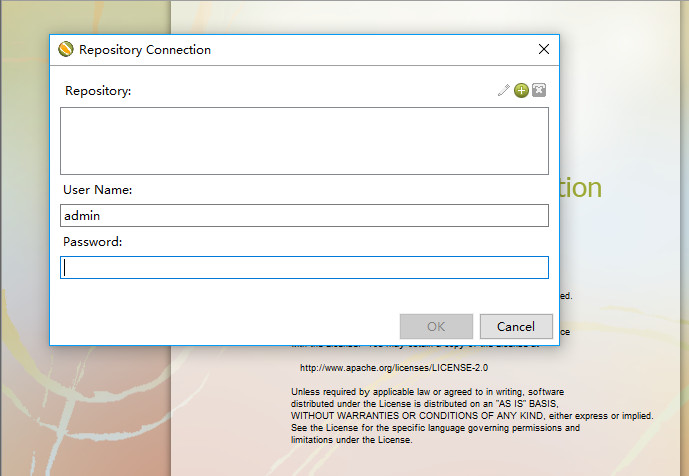 Repository Connection
Repository:
User Name:
admin
Password:
OK
Cancel
tion
ed.
ce
http://www.apache.org/licenses/LICENSE-2.0
Unless required by applicable law or agreed to in writing, software
distributed under the License is distributed on an "AS IS" BASIS,
WITHOUT WARRANTIES OR CONDITIONS OF ANY KIND, either express or implied.
See the License for the specific language governing permissions and
limitations under the License.